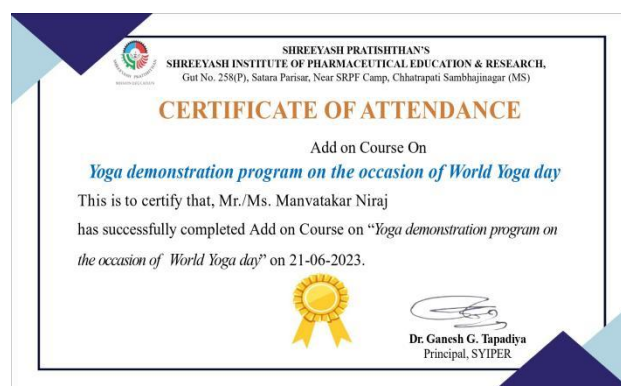 SHREEYASH PRATISHTHAN'S
SHREEYASH INSTITUTE OF PHARMACEUTICAL EDUCATION & RESEARCH,
Gut No. 258(P), Satara Parisar, Near SRPF Camp, Chhatrapati Sambhajinagar (MS)
CERTIFICATE OF ATTENDANCE
Add on Course On
Yoga demonstration program on the occasion of World Yoga day
This is to certify that, Mr./Ms. Manvatakar Niraj
has successfully completed Add on Course on “Yoga demonstration program on
the occasion of World Yoga day” on 21-06-2023.
Dr. Ganesh G. Tapadiya
Principal, SYIPER